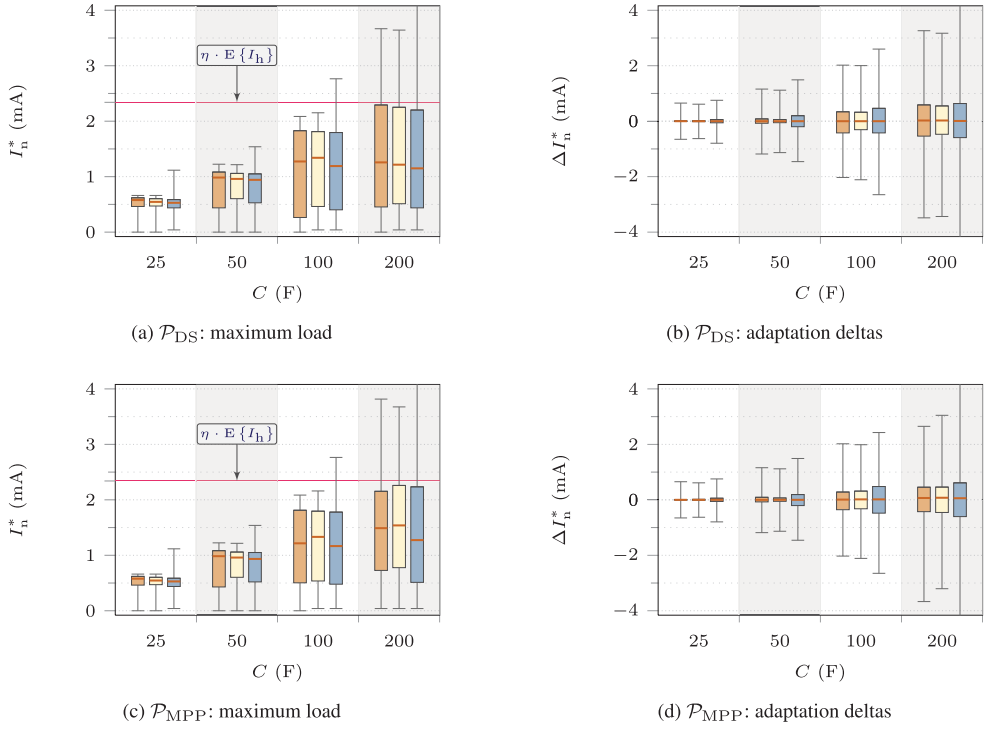 4
3
2
1
0
I*n (mA)
η · E {Ih}
25 50 100 200
C (F)
(a) PDS: maximum load
4
2
0
−2
−4
ΔI*n (mA)
25 50 100 200
C (F)
(b) PDS: adaptation deltas
4
3
2
1
0
I*n (mA)
η · E {Ih}
25 50 100 200
C (F)
(c) PMPP: maximum load
4
2
0
−2
−4
ΔI*n (mA)
25 50 100 200
C (F)
(d) PMPP: adaptation deltas